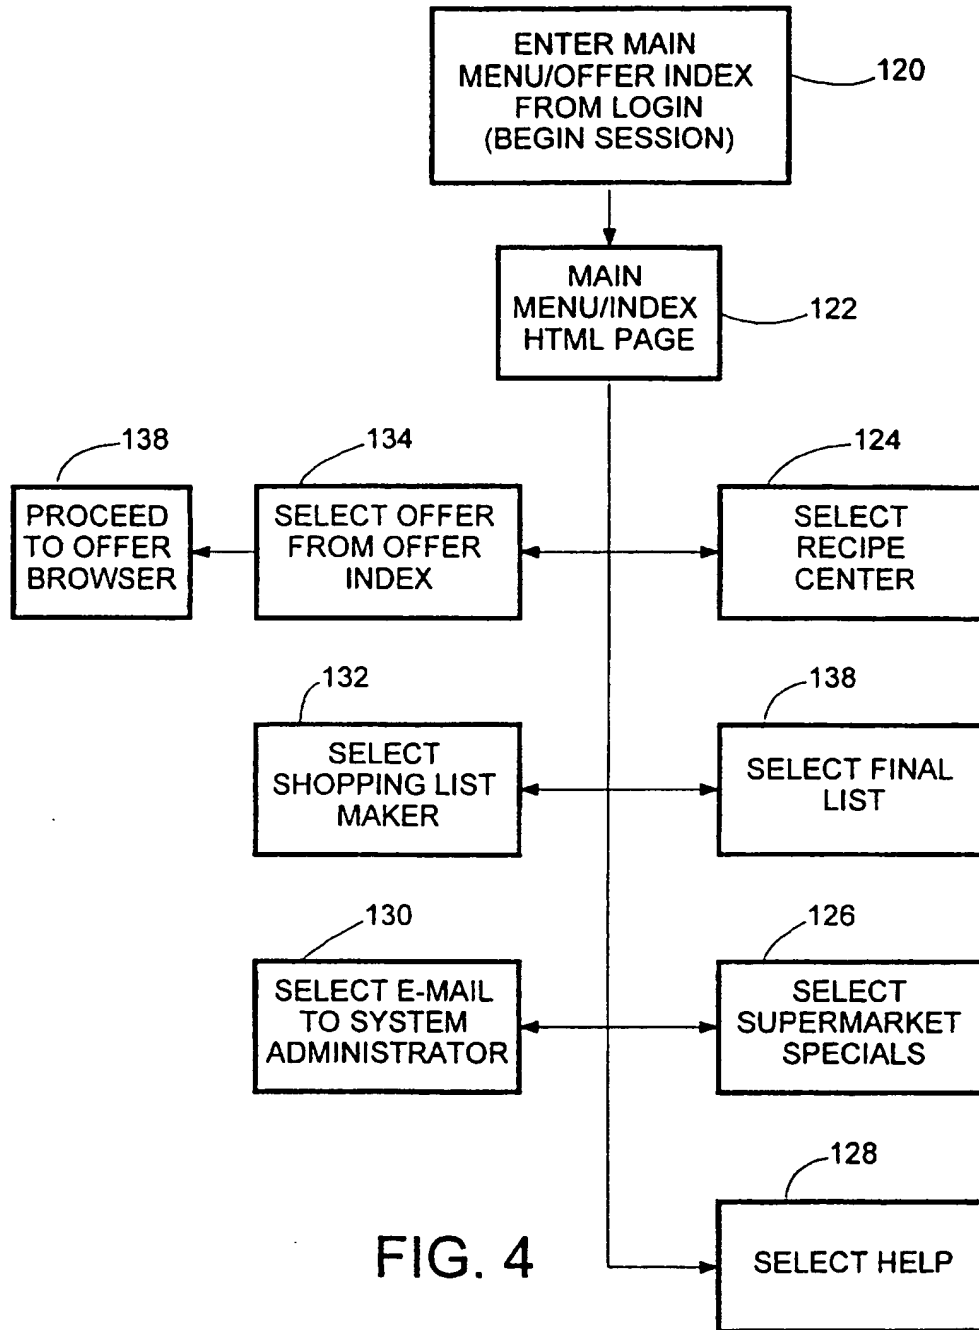 ENTER MAIN
MENU/OFFER INDEX
FROM LOGIN
(BEGIN SESSION)
120
MAIN
MENU/INDEX
HTML PAGE
122
138
PROCEED
TO OFFER
BROWSER
134
SELECT OFFER
FROM OFFER
INDEX
124
SELECT
RECIPE
CENTER
132
SELECT
SHOPPING LIST
MAKER
138
SELECT FINAL
LIST
130
SELECT E-MAIL
TO SYSTEM
ADMINISTRATOR
126
SELECT
SUPERMARKET
SPECIALS
128
SELECT HELP
FIG. 4